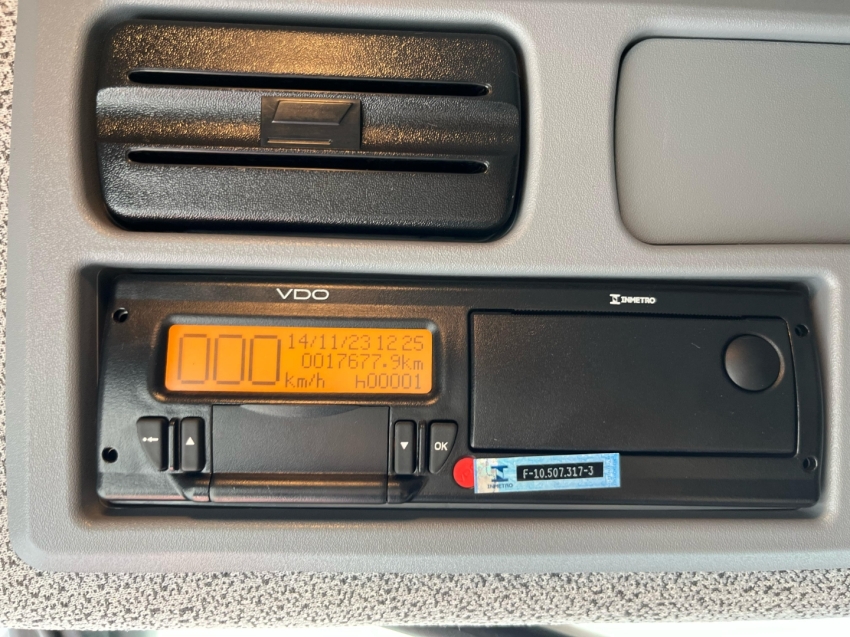 VDO
INMETRO
000
14/11/23 12 25
0017677.9km
km/h h00001
▲
▼
OK
INMETRO
F-10.507.317-3